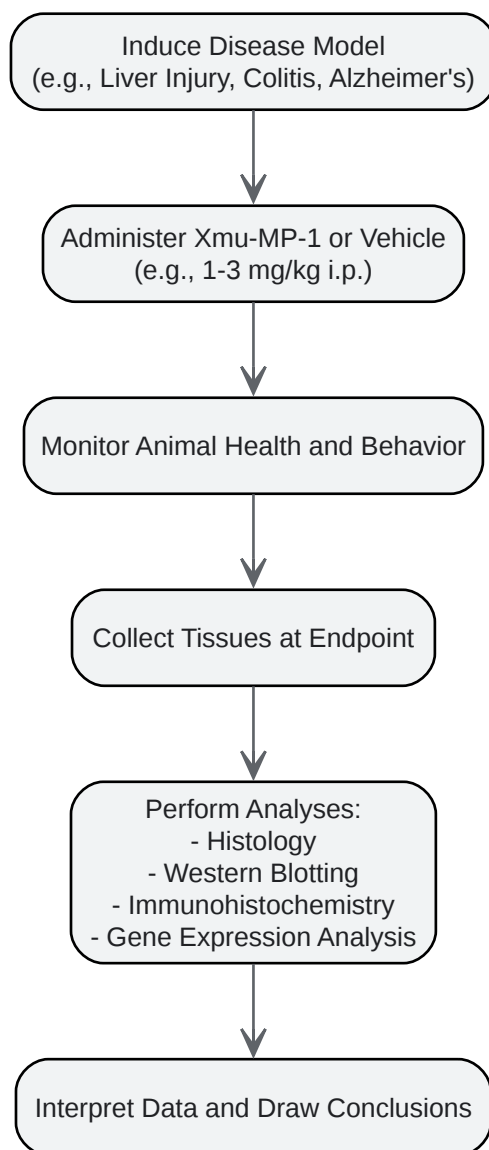 Induce Disease Model
(e.g., Liver Injury, Colitis, Alzheimer's)
Administer Xmu-MP-1 or Vehicle
(e.g., 1-3 mg/kg i.p.)
Monitor Animal Health and Behavior
Collect Tissues at Endpoint
Perform Analyses:
- Histology
- Western Blotting
- Immunohistochemistry
- Gene Expression Analysis
Interpret Data and Draw Conclusions